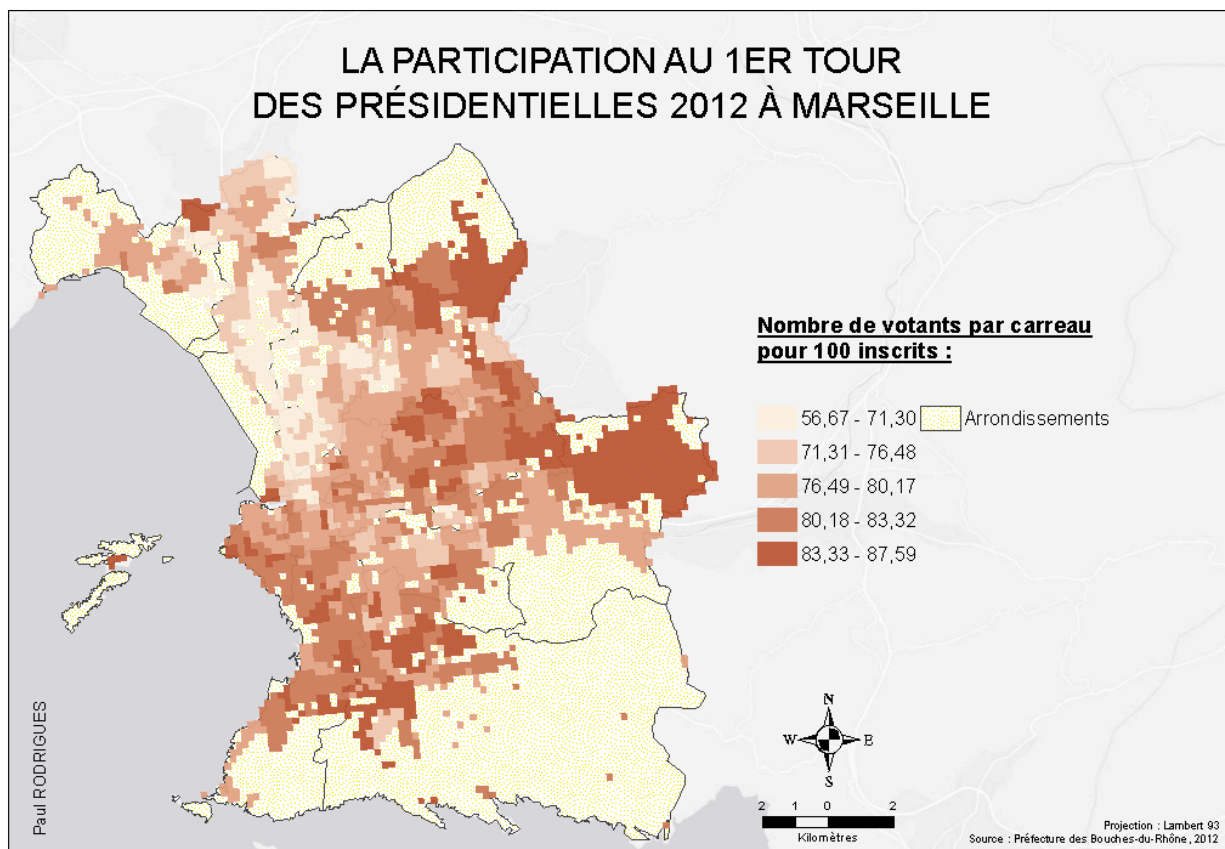 LA PARTICIPATION AU 1ER TOUR
DES PRÉSIDENTIELLES 2012 À MARSEILLE
Nombre de votants par carreau
pour 100 inscrits :
56,67 - 71,30 Arrondissements
71,31 - 76,48
76,49 - 80,17
80,18 - 83,32
83,33 - 87,59
Paul RODRIGUES
N
W E
S
2 1 0 2
Kilomètres
Projection : Lambert 93
Source : Préfecture des Bouches-du-Rhône, 2012